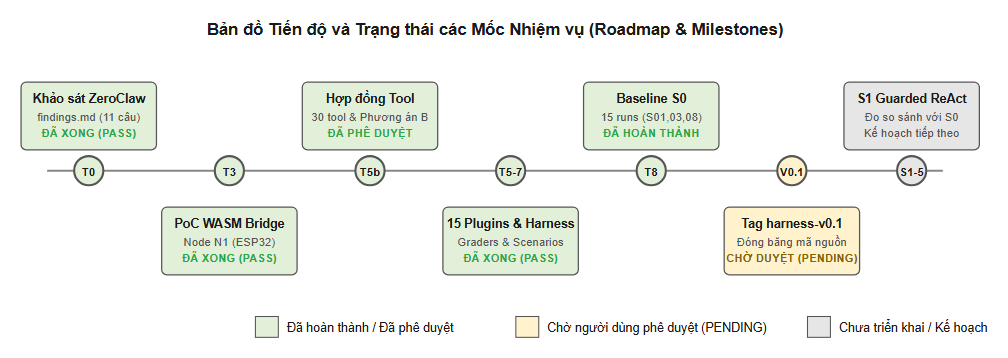 Bản đồ Tiến độ và Trạng thái các Mốc Nhiệm vụ (Roadmap & Milestones)
Khảo sát ZeroClaw
findings.md (11 câu)
ĐÃ XONG (PASS)
Hợp đồng Tool
30 tool & Phương án B
ĐÃ PHÊ DUYỆT
Baseline S0
15 runs (S01,03,08)
ĐÃ HOÀN THÀNH
S1 Guarded ReAct
Đo so sánh với S0
Kế hoạch tiếp theo
T0
T3
T5b
T5-7
T8
V0.1
S1-5
PoC WASM Bridge
Node N1 (ESP32)
ĐÃ XONG (PASS)
15 Plugins & Harness
Graders & Scenarios
ĐÃ XONG (PASS)
Tag harness-v0.1
Đóng băng mã nguồn
CHỜ DUYỆT (PENDING)
Đã hoàn thành / Đã phê duyệt
Chờ người dùng phê duyệt (PENDING)
Chưa triển khai / Kế hoạch